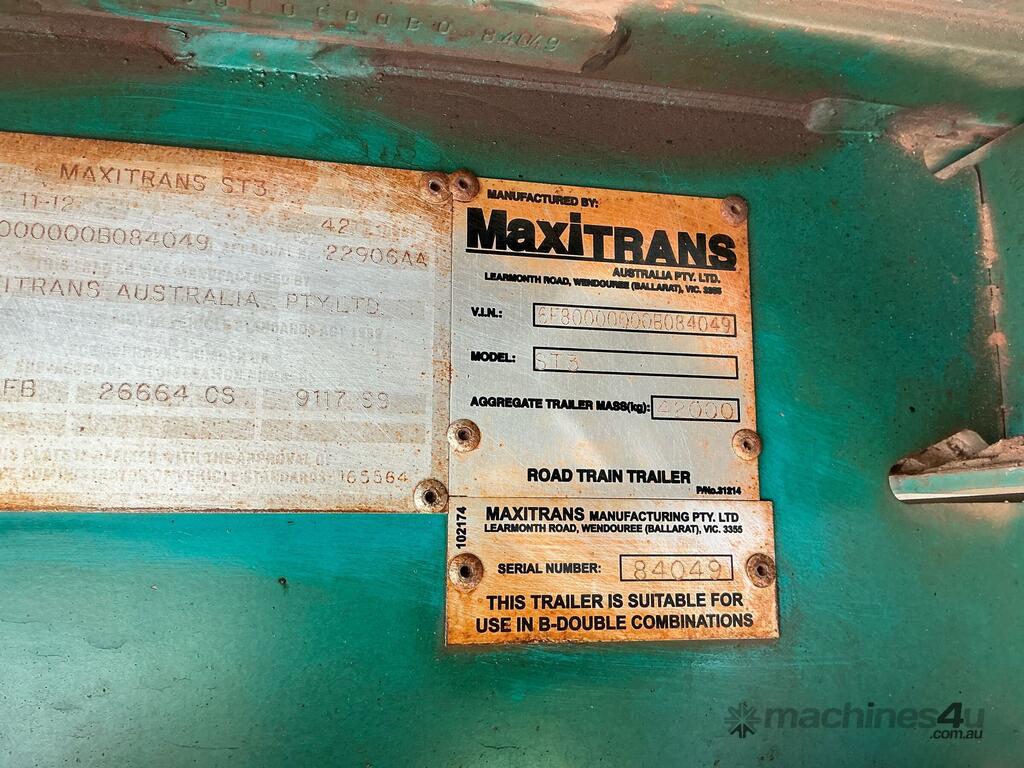 0600B0 84049
MAXITRANS ST3
11-12
42
000000B084049
22906AA
ITRANS AUSTRALIA PTY.LTD.
FB 26664 CS 9117 SS
165564
MANUFACTURED BY:
MaxiTRANS
AUSTRALIA PTY. LTD.
LEARMONTH ROAD, WENDOUREE (BALLARAT), VIC. 3355
V.I.N.: 6F80000000B084049
MODEL: ST3
AGGREGATE TRAILER MASS(kg): 42000
ROAD TRAIN TRAILER
P/No.31214
102174
MAXITRANS MANUFACTURING PTY. LTD
LEARMONTH ROAD, WENDOUREE (BALLARAT), VIC. 3355
SERIAL NUMBER: 84049
THIS TRAILER IS SUITABLE FOR
USE IN B-DOUBLE COMBINATIONS
machines4u
.com.au